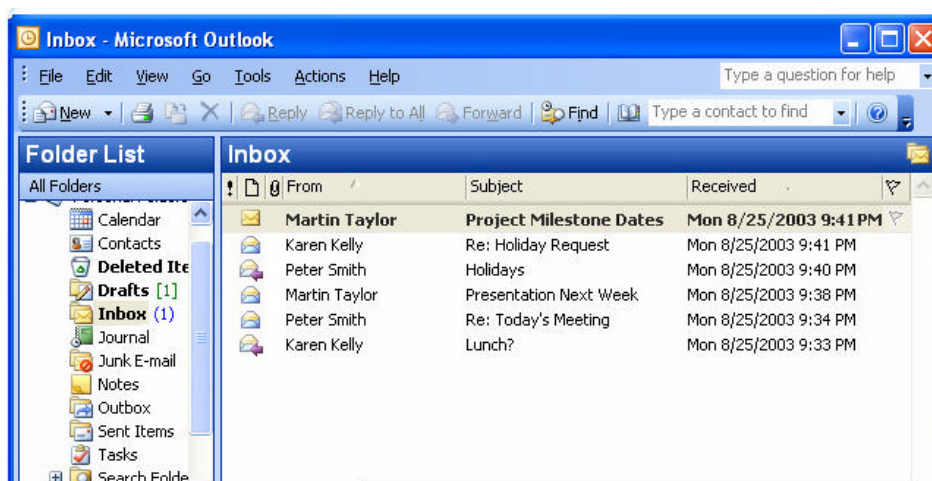 Inbox - Microsoft Outlook
File Edit View Go Tools Actions Help Type a question for help
New Reply Reply to All Forward Find Type a contact to find
Folder List Inbox
All Folders ! From Subject Received
Calendar Martin Taylor Project Milestone Dates Mon 8/25/2003 9:41 PM
Contacts Karen Kelly Re: Holiday Request Mon 8/25/2003 9:41 PM
Deleted Ite Peter Smith Holidays Mon 8/25/2003 9:40 PM
Drafts [1] Martin Taylor Presentation Next Week Mon 8/25/2003 9:38 PM
Inbox (1) Peter Smith Re: Today's Meeting Mon 8/25/2003 9:34 PM
Journal Karen Kelly Lunch? Mon 8/25/2003 9:33 PM
Junk E-mail
Notes
Outbox
Sent Items
Tasks
Search Folde